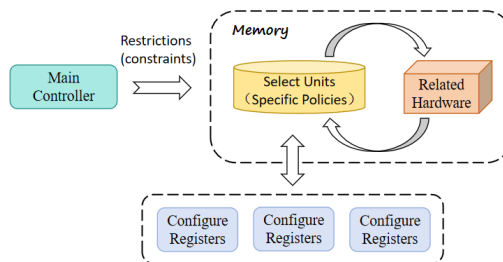 Restrictions
(constraints)
Main
Controller
Memory
Select Units
(Specific Policies)
Related
Hardware
Configure
Registers
Configure
Registers
Configure
Registers